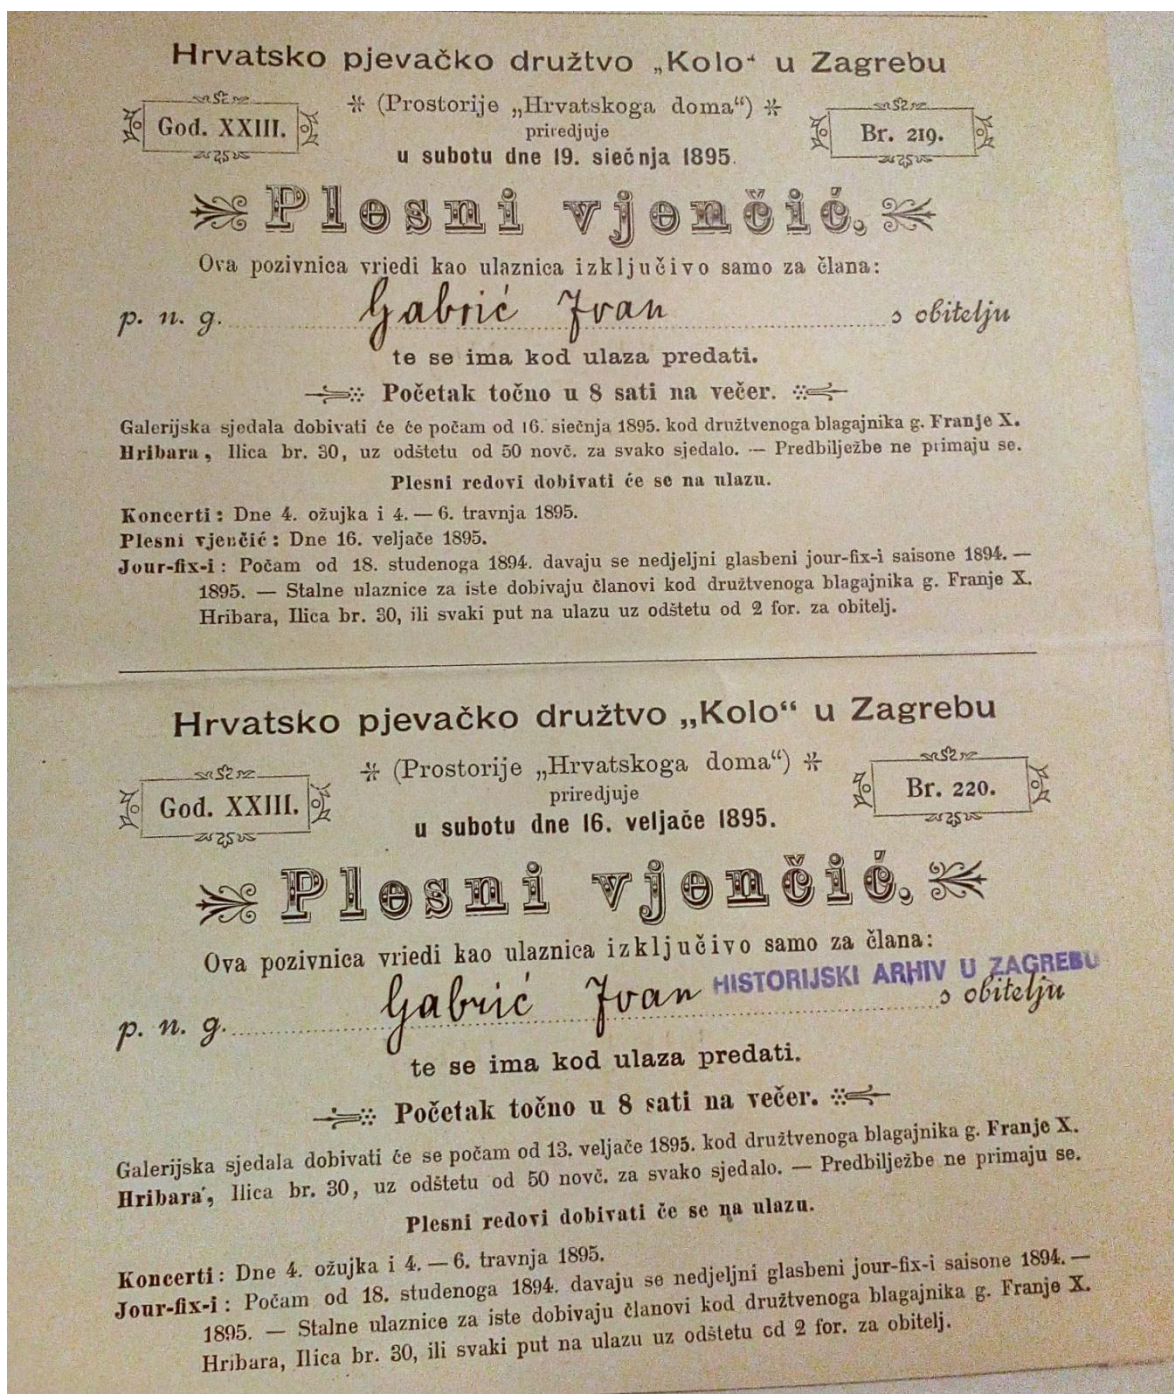 Hrvatsko pjevačko družtvo „Kolo“ u Zagrebu
God. XXIII.
(Prostorije „Hrvatskoga doma“)
Br. 219.
priredjuje
u subotu dne 19. siečnja 1895.
Plesni vjenčić,
Ova pozivnica vriedi kao ulaznica izključivo samo za člana:
p. n. g. Gabrić Ivan s obitelju
te se ima kod ulaza predati.
Početak točno u 8 sati na večer.
Galerijska sjedala dobivati će će počam od 16. siečnja 1895. kod družtvenoga blagajnika g. Franje X.
Hribara, Ilica br. 30, uz odštetu od 50 novč. za svako sjedalo. — Predbilježbe ne primaju se.
Plesni redovi dobivati će se na ulazu.
Koncerti: Dne 4. ožujka i 4. — 6. travnja 1895.
Plesni vjenčić: Dne 16. veljače 1895.
Jour-fix-i: Počam od 18. studenoga 1894. davaju se nedjeljni glasbeni jour-fix-i saisone 1894. —
1895. — Stalne ulaznice za iste dobivaju članovi kod družtvenoga blagajnika g. Franje X.
Hribara, Ilica br. 30, ili svaki put na ulazu uz odštetu od 2 for. za obitelj.
Hrvatsko pjevačko družtvo „Kolo“ u Zagrebu
God. XXIII.
(Prostorije „Hrvatskoga doma“)
Br. 220.
priredjuje
u subotu dne 16. veljače 1895.
Plesni vjenčić,
Ova pozivnica vriedi kao ulaznica izključivo samo za člana:
HISTORIJSKI ARHIV U ZAGREBU
p. n. g. Gabrić Ivan s obitelju
te se ima kod ulaza predati.
Početak točno u 8 sati na večer.
Galerijska sjedala dobivati će se počam od 13. veljače 1895. kod družtvenoga blagajnika g. Franje X.
Hribara, Ilica br. 30, uz odštetu od 50 novč. za svako sjedalo. — Predbilježbe ne primaju se.
Plesni redovi dobivati če se na ulazu.
Koncerti: Dne 4. ožujka i 4. — 6. travnja 1895.
Jour-fix-i: Počam od 18. studenoga 1894. davaju se nedjeljni glasbeni jour-fix-i saisone 1894. —
1895. — Stalne ulaznice za iste dobivaju članovi kod družtvenoga blagajnika g. Franje X.
Hribara, Ilica br. 30, ili svaki put na ulazu uz odštetu od 2 for. za obitelj.